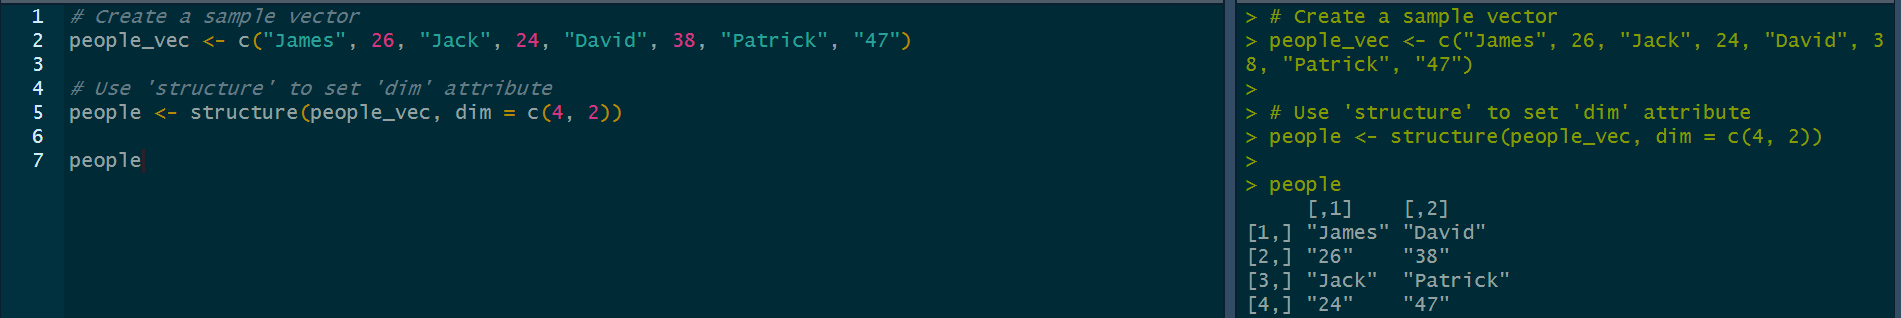 1 # Create a sample vector
2 people_vec <- c("James", 26, "Jack", 24, "David", 38, "Patrick", "47")
3
4 # Use 'structure' to set 'dim' attribute
5 people <- structure(people_vec, dim = c(4, 2))
6
7 people
> # Create a sample vector
> people_vec <- c("James", 26, "Jack", 24, "David", 3
8, "Patrick", "47")
>
> # Use 'structure' to set 'dim' attribute
> people <- structure(people_vec, dim = c(4, 2))
>
> people
     [,1]    [,2]
[1,] "James" "David"
[2,] "26"    "38"
[3,] "Jack"  "Patrick"
[4,] "24"    "47"